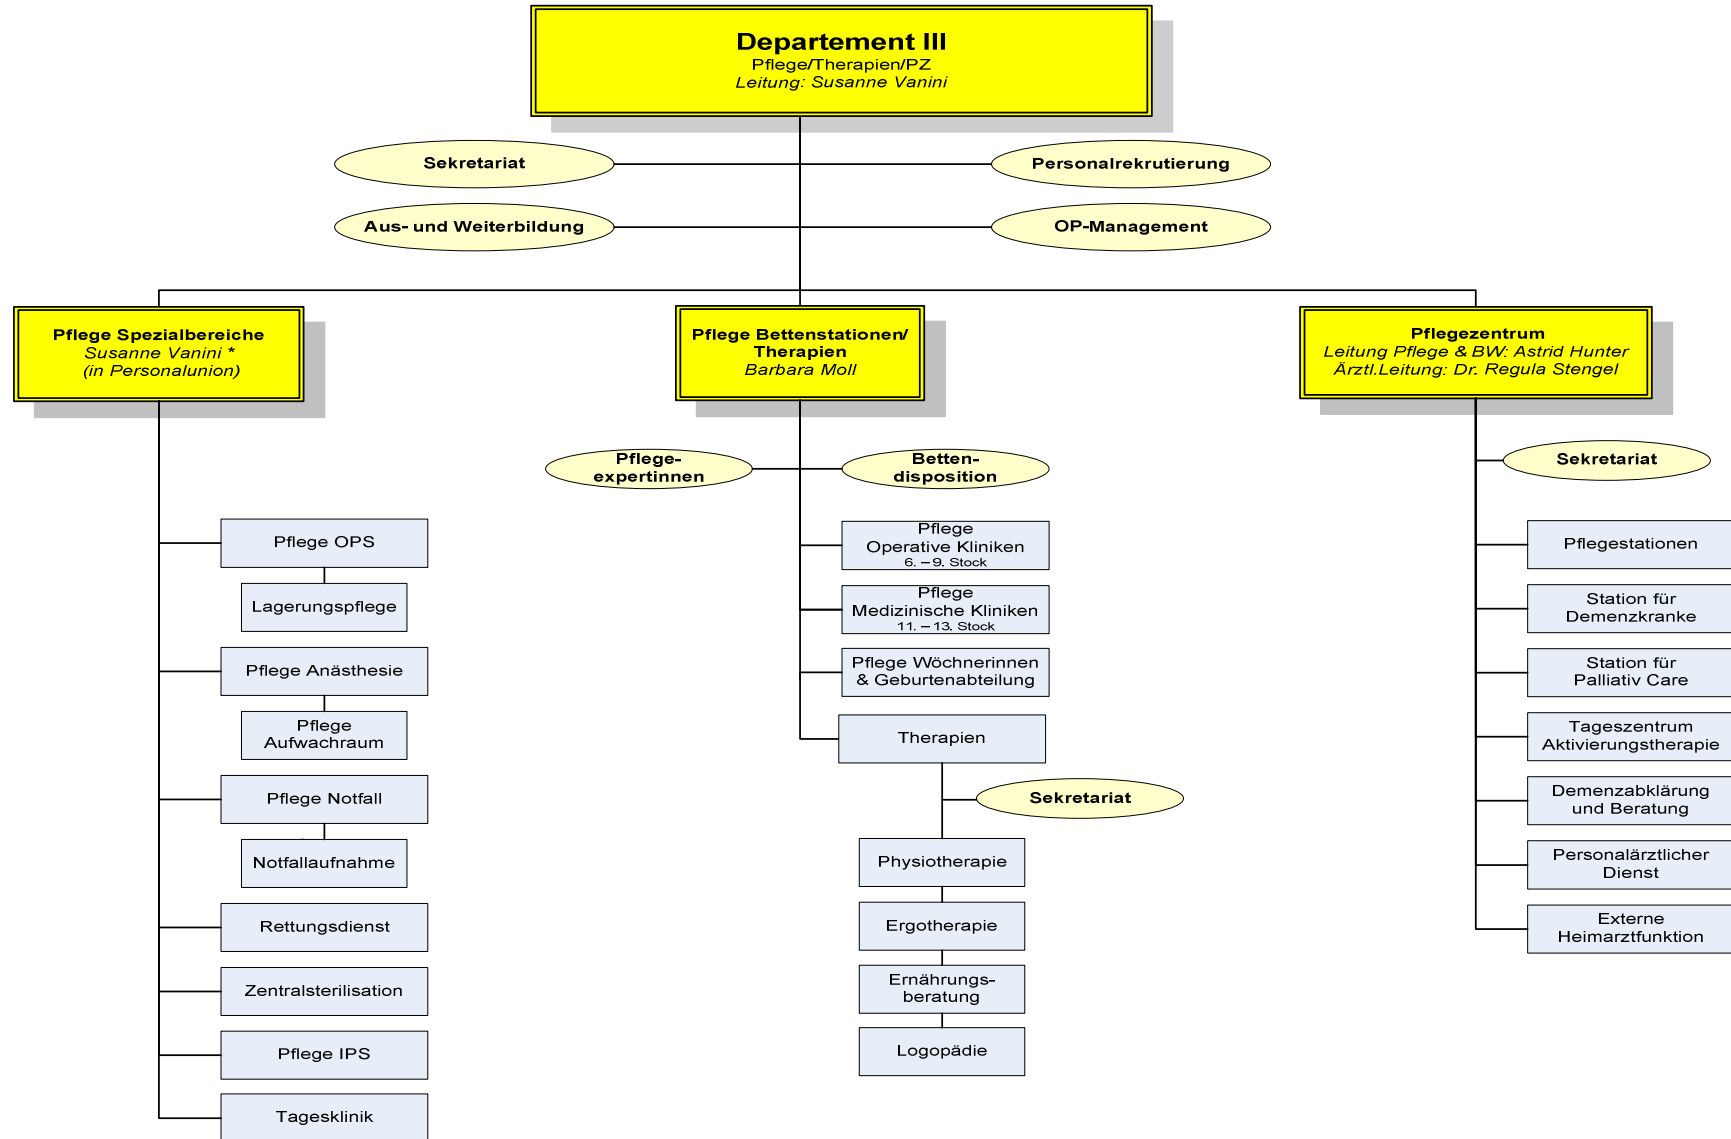 Departement III
Pflege/Therapien/PZ
Leitung: Susanne Vanini
Sekretariat
Personalrekrutierung
Aus- und Weiterbildung
OP-Management
Pflege Spezialbereiche
Susanne Vanini *
(in Personalunion)
Pflege Bettenstationen/
Therapien
Barbara Moll
Pflegezentrum
Leitung Pflege & BW: Astrid Hunter
Ärztl.Leitung: Dr. Regula Stengel
Pflege OPS
Lagerungspflege
Pflege Anästhesie
Pflege
Aufwachraum
Pflege Notfall
Notfallaufnahme
Rettungsdienst
Zentralsterilisation
Pflege IPS
Tagesklinik
Pflege-
expertinnen
Betten-
disposition
Pflege
Operative Kliniken
6. – 9. Stock
Pflege
Medizinische Kliniken
11. – 13. Stock
Pflege Wöchnerinnen
& Geburtenabteilung
Therapien
Sekretariat
Physiotherapie
Ergotherapie
Ernährungs-
beratung
Logopädie
Sekretariat
Pflegestationen
Station für
Demenzkranke
Station für
Palliativ Care
Tageszentrum
Aktivierungstherapie
Demenzabklärung
und Beratung
Personalärztlicher
Dienst
Externe
Heimarztfunktion